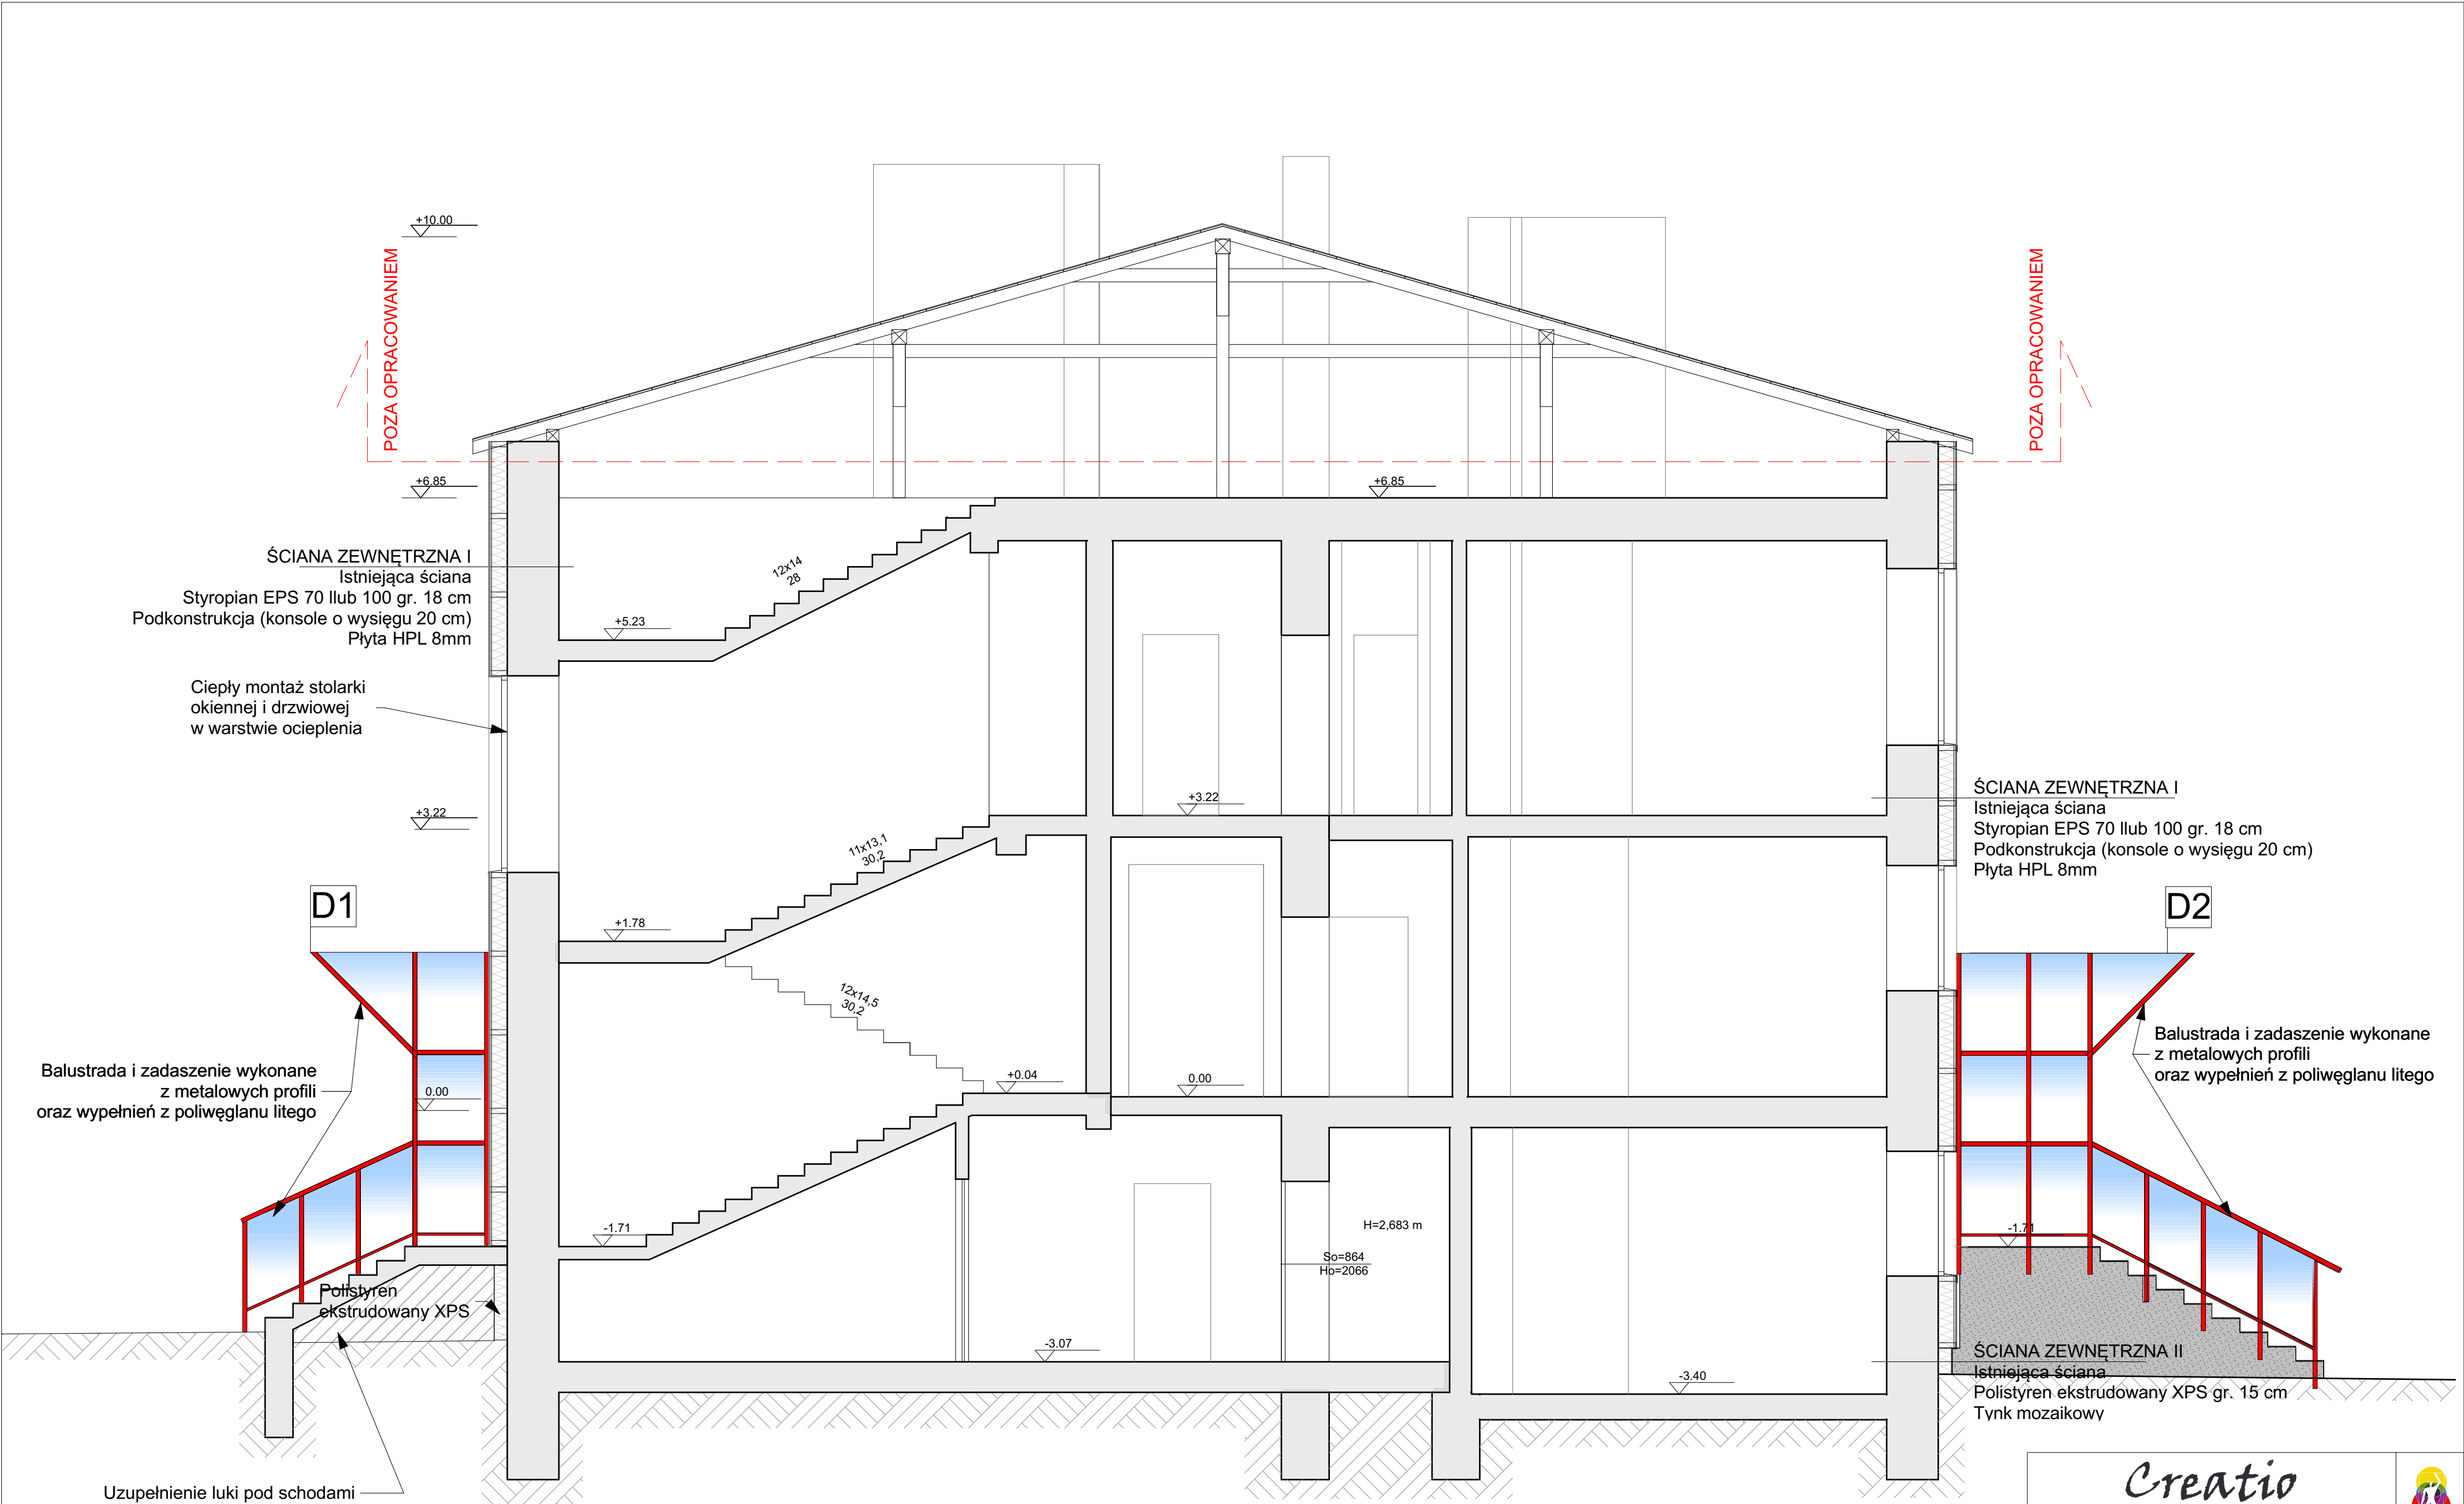 +10.00
POZA OPRACOWANIEM
POZA OPRACOWANIEM
+6.85
+6.85
ŚCIANA ZEWNĘTRZNA I
Istniejąca ściana
Styropian EPS 70 llub 100 gr. 18 cm
Podkonstrukcja (konsole o wysięgu 20 cm)
Płyta HPL 8mm
12x14
28
+5.23
Ciepły montaż stolarki
okiennej i drzwiowej
w warstwie ocieplenia
+3.22
+3.22
ŚCIANA ZEWNĘTRZNA I
Istniejąca ściana
Styropian EPS 70 llub 100 gr. 18 cm
Podkonstrukcja (konsole o wysięgu 20 cm)
Płyta HPL 8mm
11x13,1
30,2
D1
D2
+1.78
12x14,5
30,2
Balustrada i zadaszenie wykonane
z metalowych profili
oraz wypełnień z poliwęglanu litego
0.00
+0.04
0.00
Balustrada i zadaszenie wykonane
z metalowych profili
oraz wypełnień z poliwęglanu litego
-1.71
H=2,683 m
So=864
Ho=2066
-1.71
Polistyren
ekstrudowany XPS
-3.07
-3.40
ŚCIANA ZEWNĘTRZNA II
Istniejąca ściana
Polistyren ekstrudowany XPS gr. 15 cm
Tynk mozaikowy
Uzupełnienie luki pod schodami
Creatio